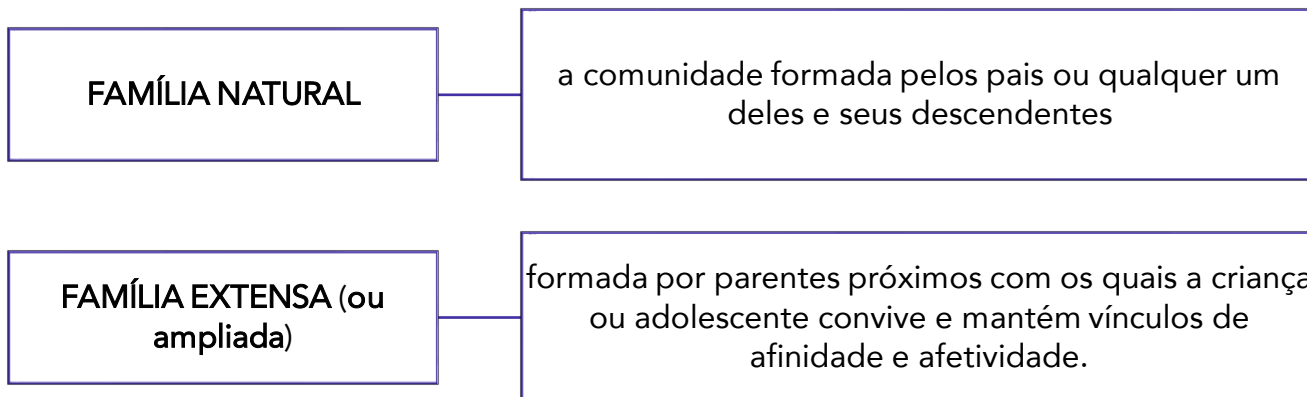 FAMÍLIA NATURAL
a comunidade formada pelos pais ou qualquer um
deles e seus descendentes
FAMÍLIA EXTENSA (ou
ampliada)
formada por parentes próximos com os quais a criança
ou adolescente convive e mantém vínculos de
afinidade e afetividade.